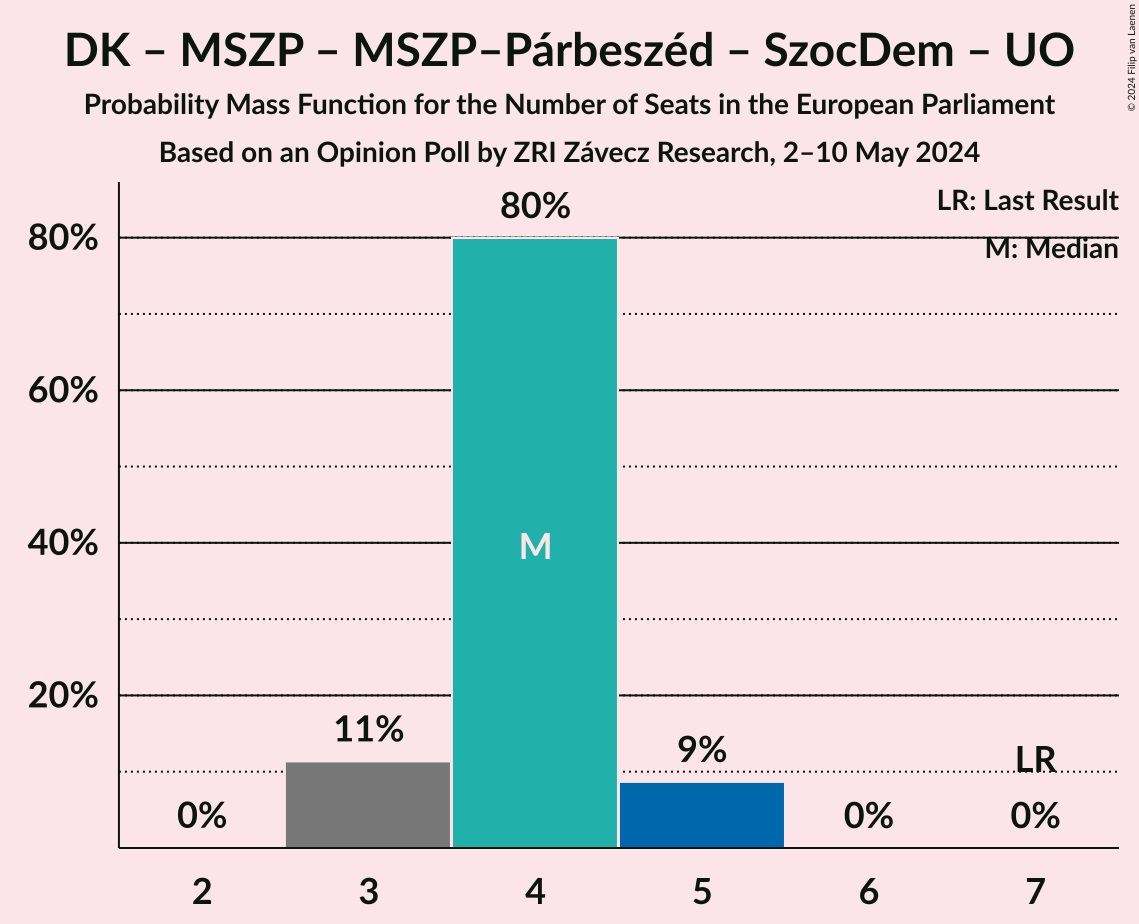 DK – MSZP – MSZP–Párbeszéd – SzocDem – UO
Probability Mass Function for the Number of Seats in the European Parliament
Based on an Opinion Poll by ZRI Závecz Research, 2–10 May 2024
© 2024 Filip van Laenen
LR: Last Result
M: Median
80%
80%
60%
40%
20%
M
11%
9%
LR
0%
0%
0%
2 3 4 5 6 7